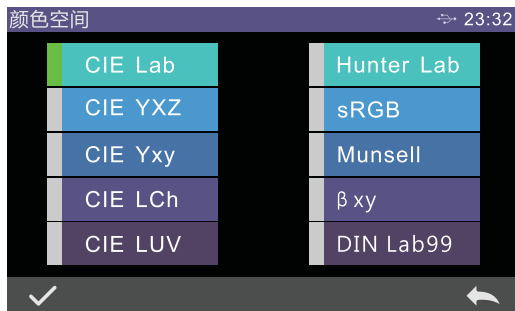 颜色空间 23:32
CIE Lab
CIE YXZ
CIE Yxy
CIE LCh
CIE LUV
Hunter Lab
sRGB
Munsell
β xy
DIN Lab99